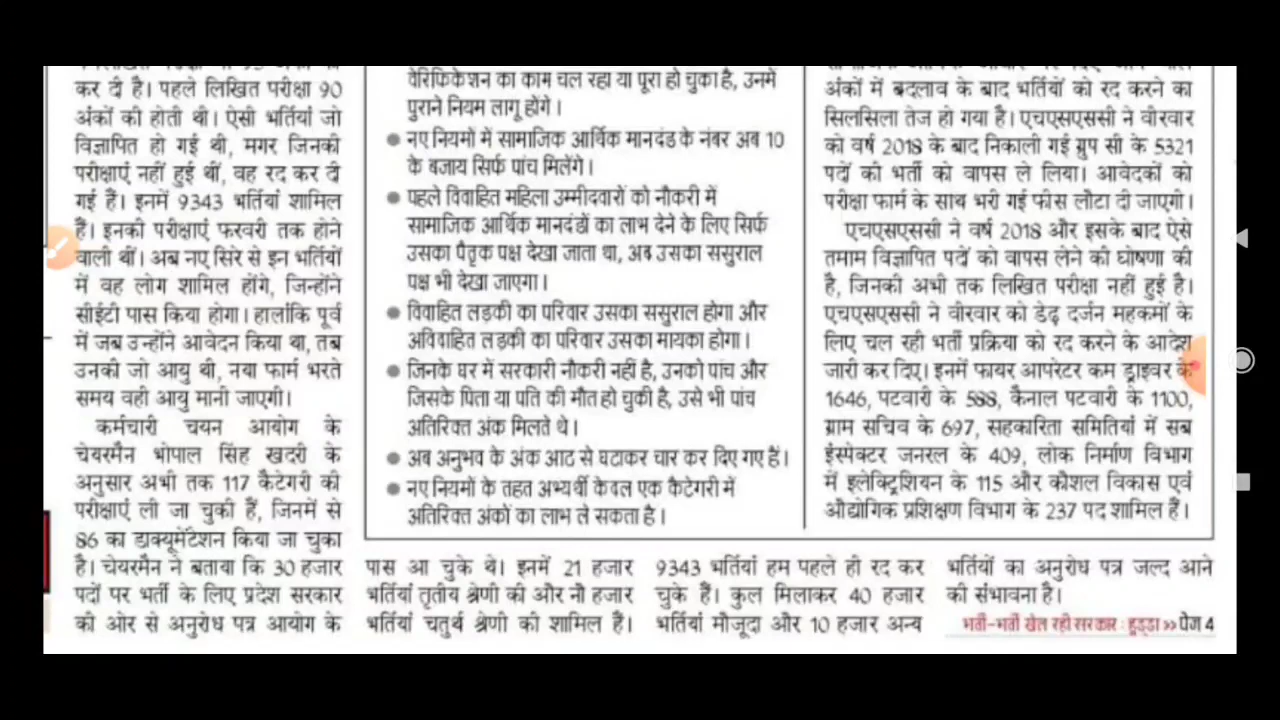 कर दी है। पहले लिखित परीक्षा 90
अंकों की होती थी। ऐसी भर्तियां जो
विज्ञापित हो गई थी, मगर जिनकी
परीक्षाएं नहीं हुई थीं, वह रद कर दी
गई हैं। इनमें 9343 भर्तियां शामिल
हैं। इनकी परीक्षाएं फरवरी तक होने
वाली थीं। अब नए सिरे से इन भर्तियों
में वह लोग शामिल होंगे, जिन्होंने
सीईटी पास किया होगा। हालांकि पूर्व
में जब उन्होंने आवेदन किया था, तब
उनकी जो आयु थी, नया फार्म भरते
समय वही आयु मानी जाएगी।
कर्मचारी चयन आयोग के
चेयरमैन भोपाल सिंह खदरी के
अनुसार अभी तक 117 कैटेगरी की
परीक्षाएं ली जा चुकी हैं, जिनमें से
86 का डाक्यूमेंटेशन किया जा चुका
है। चेयरमैन ने बताया कि 30 हजार
पदों पर भर्ती के लिए प्रदेश सरकार
की ओर से अनुरोध पत्र आयोग के
वेरिफिकेशन का काम चल रहा या पूरा हो चुका है, उनमें
पुराने नियम लागू होंगे।
● नए नियमों में सामाजिक आर्थिक मानदंड के नंबर अब 10
के बजाय सिर्फ पांच मिलेंगे।
● पहले विवाहित महिला उम्मीदवारों को नौकरी में
सामाजिक आर्थिक मानदंडों का लाभ देने के लिए सिर्फ
उसका पैतृक पक्ष देखा जाता था, अब उसका ससुराल
पक्ष भी देखा जाएगा।
● विवाहित लड़की का परिवार उसका ससुराल होगा और
अविवाहित लड़की का परिवार उसका मायका होगा।
● जिनके घर में सरकारी नौकरी नहीं है, उनको पांच और
जिसके पिता या पति की मौत हो चुकी है, उसे भी पांच
अतिरिक्त अंक मिलते थे।
● अब अनुभव के अंक आठ से घटाकर चार कर दिए गए हैं।
● नए नियमों के तहत अभ्यर्थी केवल एक कैटेगरी में
अतिरिक्त अंकों का लाभ ले सकता है।
पास आ चुके थे। इनमें 21 हजार
भर्तियां तृतीय श्रेणी की और नौ हजार
भर्तियां चतुर्थ श्रेणी की शामिल हैं।
9343 भर्तियां हम पहले ही रद कर
चुके हैं। कुल मिलाकर 40 हजार
भर्तियां मौजूदा और 10 हजार अन्य
अंकों में बदलाव के बाद भर्तियों को रद करने का
सिलसिला तेज हो गया है। एचएसएससी ने वीरवार
को वर्ष 2018 के बाद निकाली गई ग्रुप सी के 5321
पदों की भर्ती को वापस ले लिया। आवेदकों को
परीक्षा फार्म के साथ भरी गई फीस लौटा दी जाएगी।
एचएसएससी ने वर्ष 2018 और इसके बाद ऐसे
तमाम विज्ञापित पदों को वापस लेने की घोषणा की
है, जिनकी अभी तक लिखित परीक्षा नहीं हुई है।
एचएसएससी ने वीरवार को डेढ़ दर्जन महकमों के
लिए चल रही भर्ती प्रक्रिया को रद करने के आदेश
जारी कर दिए। इनमें फायर आपरेटर कम ड्राइवर के
1646, पटवारी के 588, कैनाल पटवारी के 1100,
ग्राम सचिव के 697, सहकारिता समितियों में सब
इंस्पेक्टर जनरल के 409, लोक निर्माण विभाग
में इलेक्ट्रिशियन के 115 और कौशल विकास एवं
औद्योगिक प्रशिक्षण विभाग के 237 पद शामिल हैं।
भर्तियों का अनुरोध पत्र जल्द आने
की संभावना है।
भर्ती-भर्ती खेल रही सरकार : हुड्डा >> पेज 4